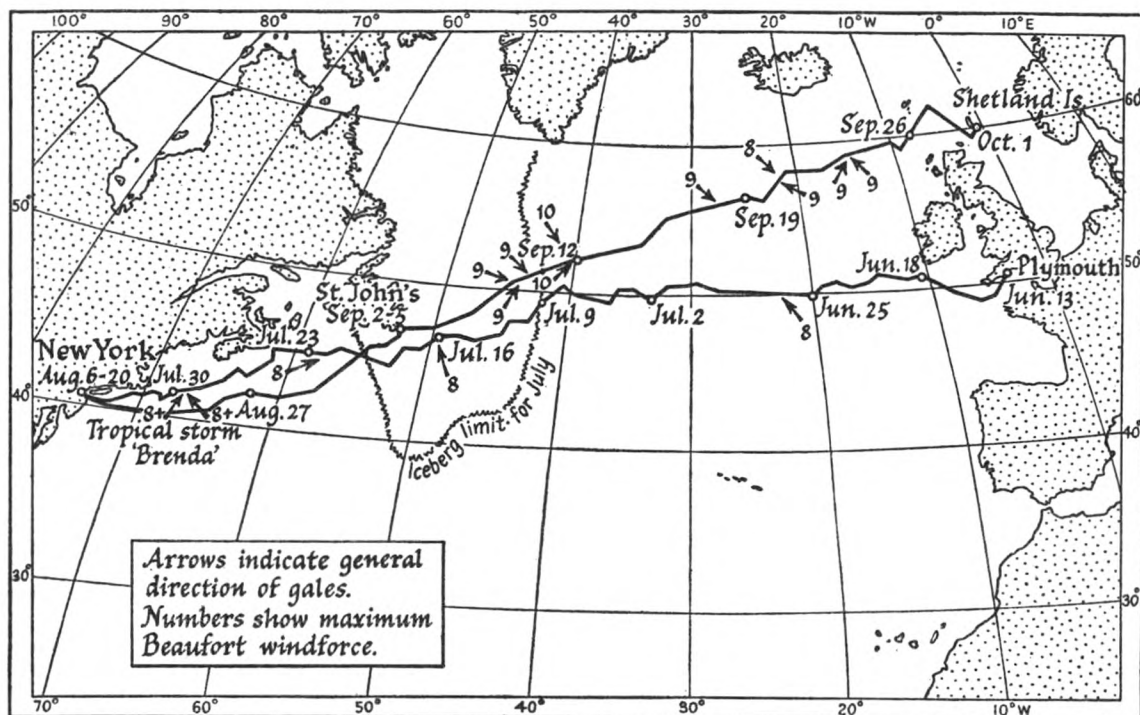 100° 90° 80° 70° 60° 50° 40° 30° 20° 10°W 0° 10°E
60°
Shetland Is.
Sep. 26
Oct. 1
8
9
9
9
9
50°
Sep. 19
10
Sep. 12
9
9
10
9
50°
Jun. 18
Plymouth
Jun. 13
St. John's
Sep. 2-5
Jul. 9
Jul. 2
8
Jun. 25
Jul. 23
New York
Aug. 6-20
Jul. 30
8
Jul. 16
8
40°
8+
8+
Aug. 27
Tropical storm
'Brenda'
Iceberg limit for July
40°
Arrows indicate general
direction of gales.
Numbers show maximum
Beaufort windforce.
30°
30°
70° 60° 50° 40° 30° 20° 10°W